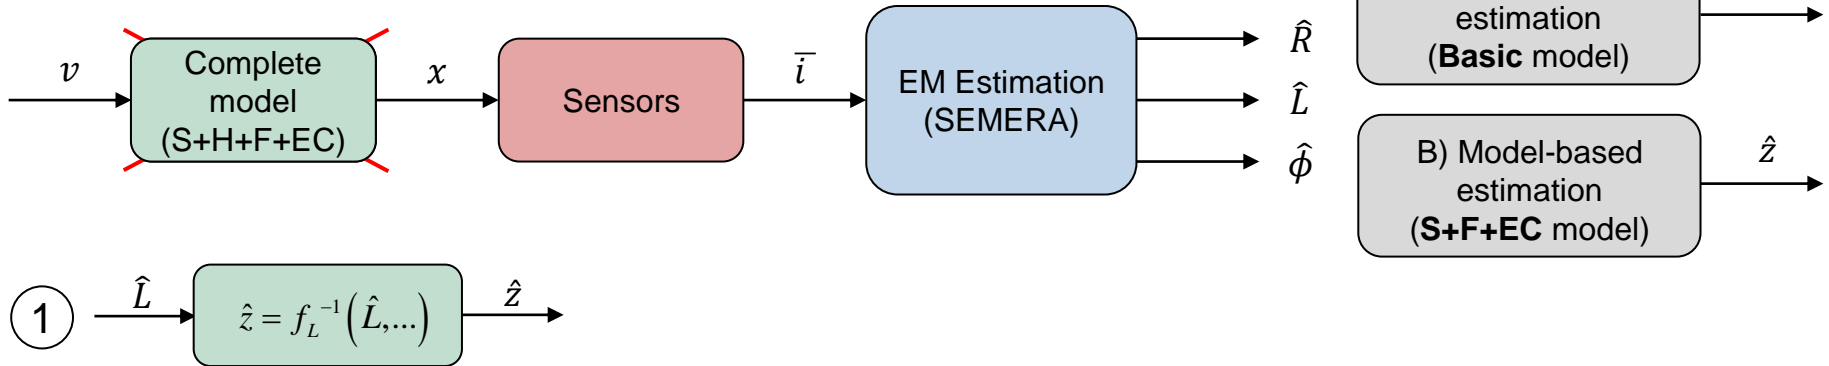 v
Complete
model
(S+H+F+EC)
x
Sensors
i̅
EM Estimation
(SEMERA)
R̂
L̂
ϕ̂
estimation
(Basic model)
B) Model-based
estimation
(S+F+EC model)
ẑ
1
L̂
ẑ = f_L⁻¹(L̂,...)
ẑ